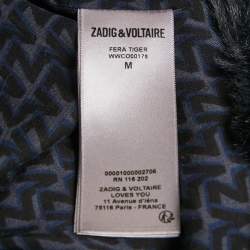 ZADIG & VOLTAIRE
FERA TIGER
WWCO00178
M
00001000002706
RN 116 202
ZADIG & VOLTAIRE
LOVES YOU
11 Avenue d'Iéna
75116 Paris - FRANCE